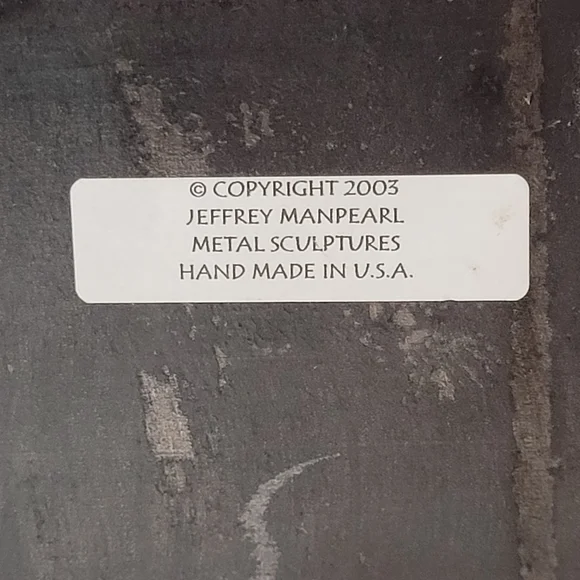 © COPYRIGHT 2003
JEFFREY MANPEARL
METAL SCULPTURES
HAND MADE IN U.S.A.